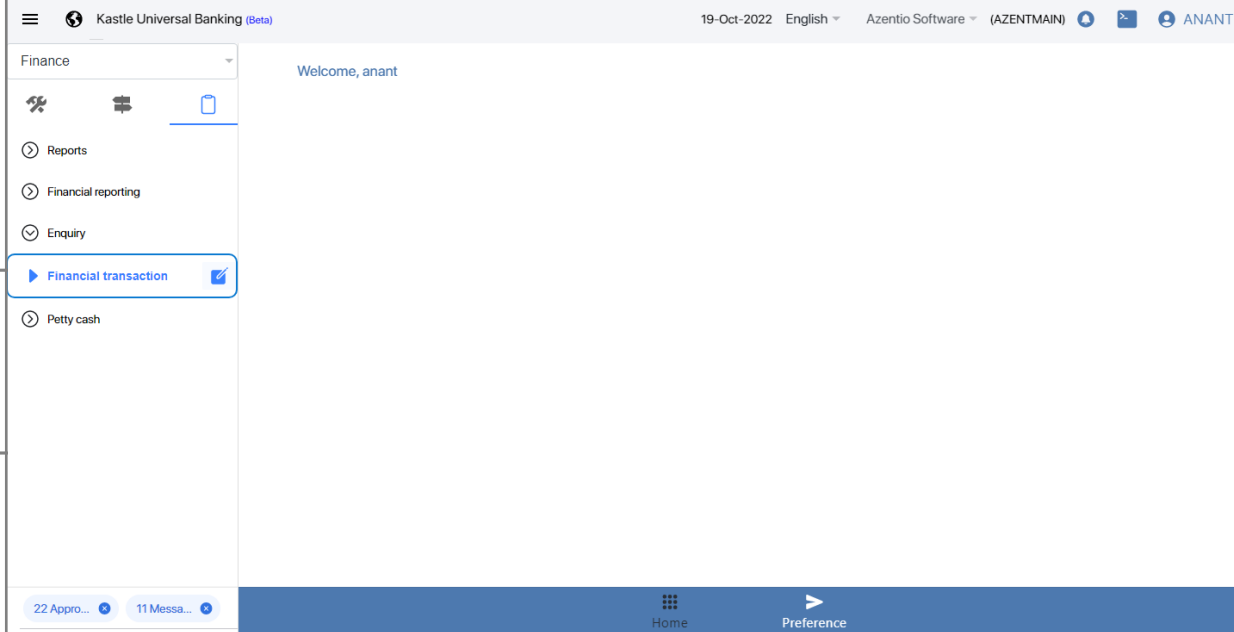 Kastle Universal Banking (Beta)
19-Oct-2022 English Azentio Software (AZENTMAIN) ANANT
Finance
Welcome, anant
Reports
Financial reporting
Enquiry
Financial transaction
Petty cash
22 Appro... 11 Messa...
Home Preference